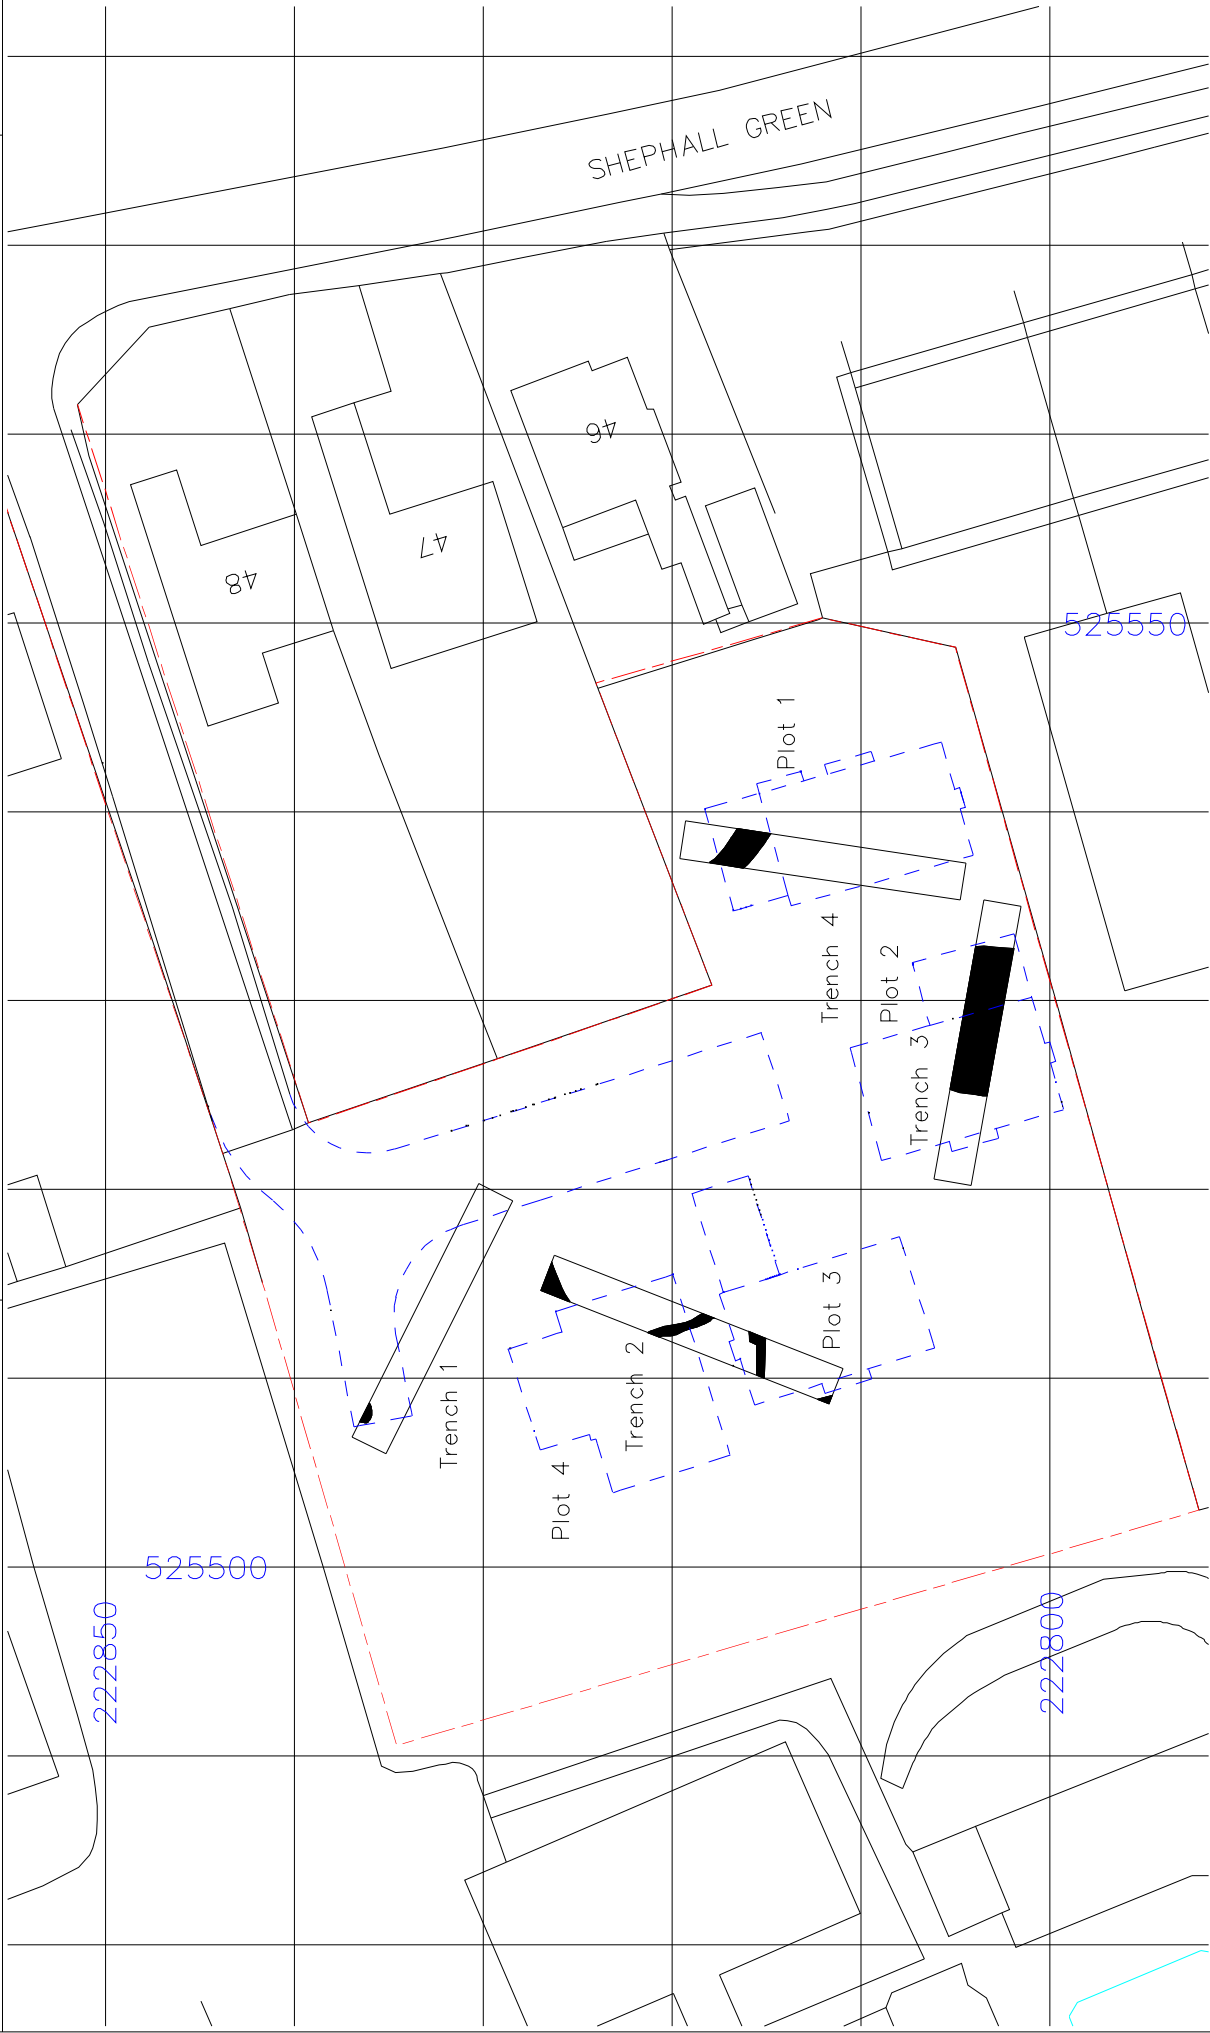 SHEPHALL GREEN
46
47
48
525550
Plot 1
Trench 4
Plot 2
Trench 3
Plot 3
Trench 2
Trench 1
Plot 4
525500
222850
222800